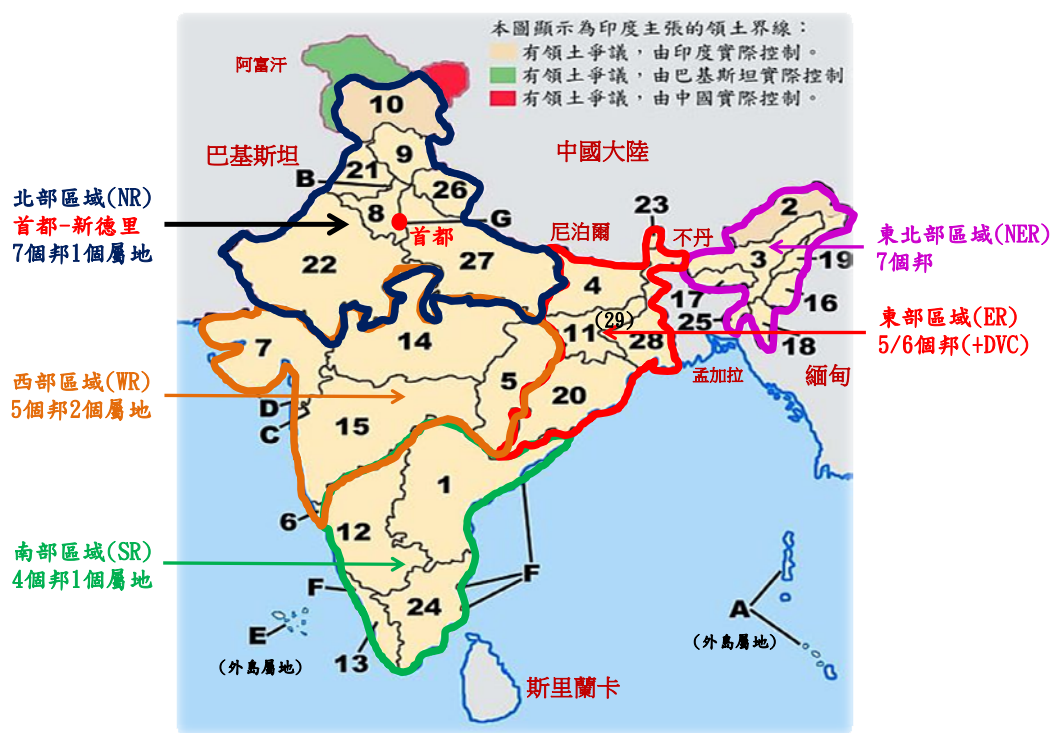 本圖顯示為印度主張的領土界線：
有領土爭議，由印度實際控制。
有領土爭議，由巴基斯坦實際控制
有領土爭議，由中國實際控制。
阿富汗
10
巴基斯坦
中國大陸
9
21
B
26
北部區域(NR)
首都-新德里
7個邦1個屬地
8
G
首都
22
27
尼泊爾
23
不丹
2
3
19
東北部區域(NER)
7個邦
4
17
16
25
18
11
(29)
28
東部區域(ER)
5/6個邦(+DVC)
孟加拉
緬甸
7
14
5
20
西部區域(WR)
5個邦2個屬地
D
C
15
1
6
12
南部區域(SR)
4個邦1個屬地
F
F
24
E
(外島屬地)
13
A
(外島屬地)
斯里蘭卡